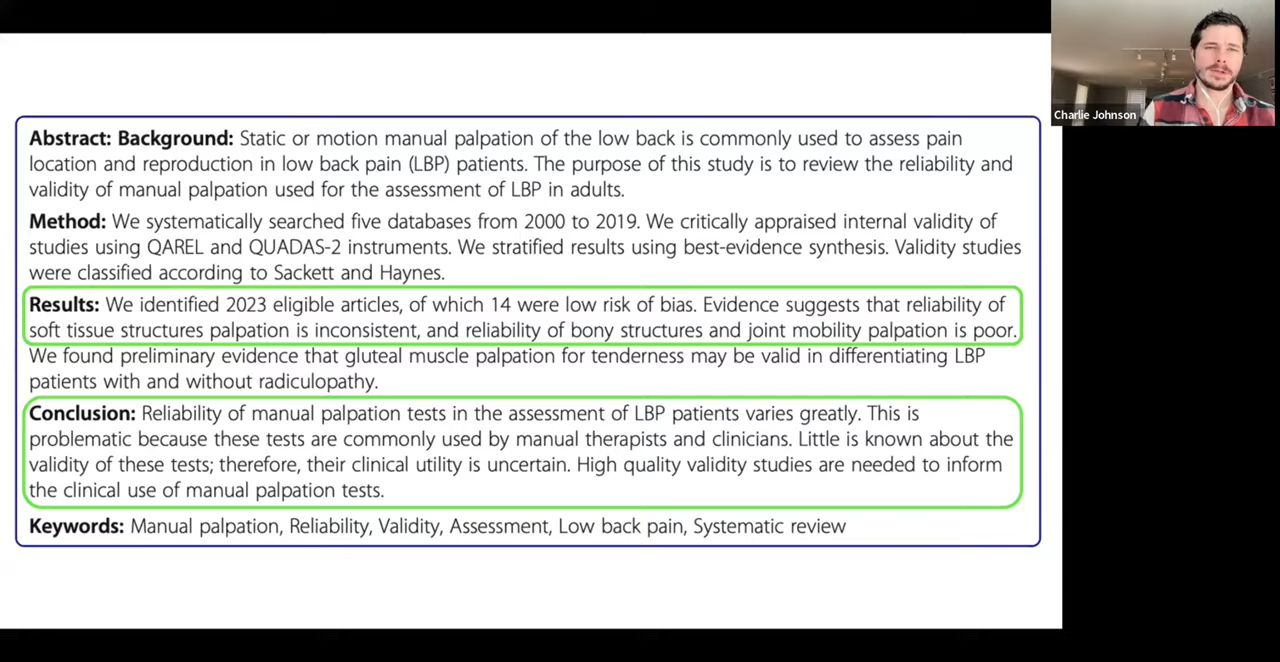 Charlie Johnson
Abstract: Background: Static or motion manual palpation of the low back is commonly used to assess pain
location and reproduction in low back pain (LBP) patients. The purpose of this study is to review the reliability and
validity of manual palpation used for the assessment of LBP in adults.
Method: We systematically searched five databases from 2000 to 2019. We critically appraised internal validity of
studies using QAREL and QUADAS-2 instruments. We stratified results using best-evidence synthesis. Validity studies
were classified according to Sackett and Haynes.
Results: We identified 2023 eligible articles, of which 14 were low risk of bias. Evidence suggests that reliability of
soft tissue structures palpation is inconsistent, and reliability of bony structures and joint mobility palpation is poor.
We found preliminary evidence that gluteal muscle palpation for tenderness may be valid in differentiating LBP
patients with and without radiculopathy.
Conclusion: Reliability of manual palpation tests in the assessment of LBP patients varies greatly. This is
problematic because these tests are commonly used by manual therapists and clinicians. Little is known about the
validity of these tests; therefore, their clinical utility is uncertain. High quality validity studies are needed to inform
the clinical use of manual palpation tests.
Keywords: Manual palpation, Reliability, Validity, Assessment, Low back pain, Systematic review